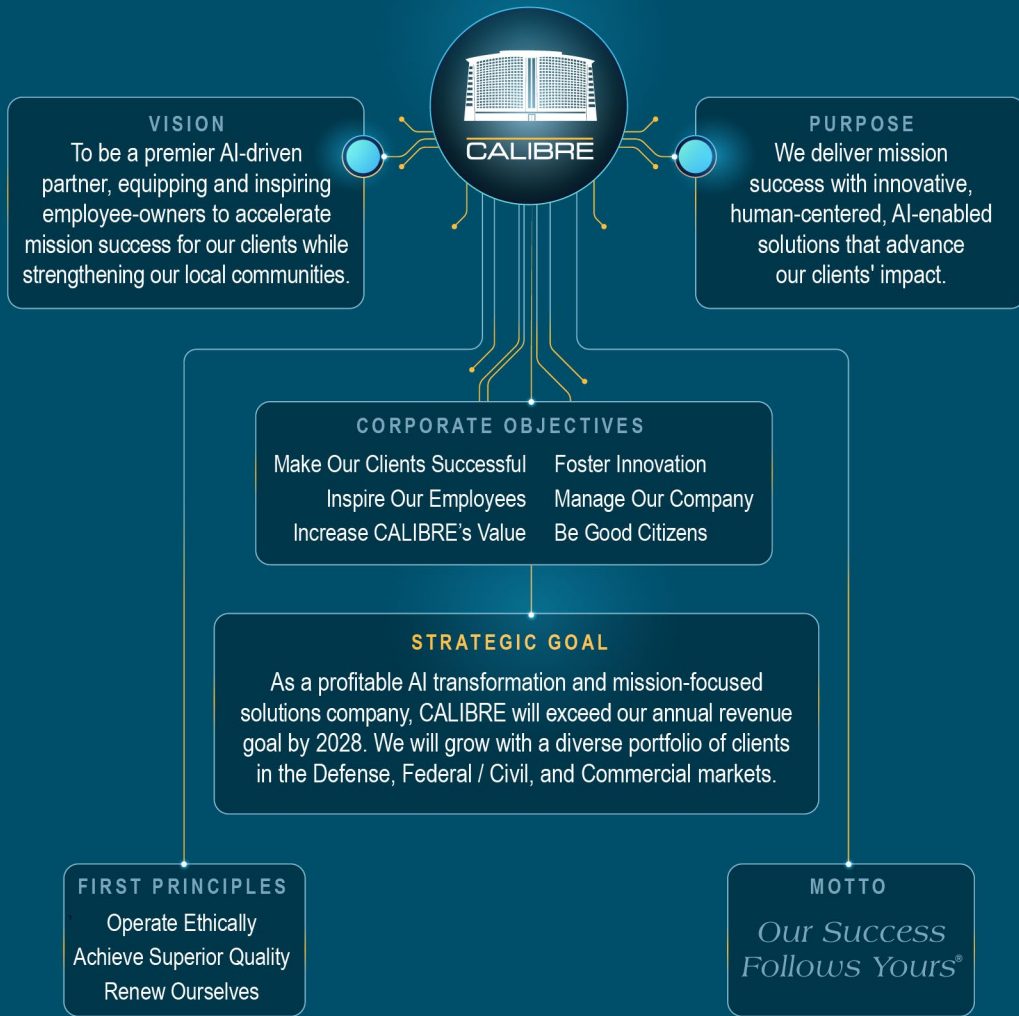 CALIBRE
VISION
To be a premier AI-driven
partner, equipping and inspiring
employee-owners to accelerate
mission success for our clients while
strengthening our local communities.
PURPOSE
We deliver mission
success with innovative,
human-centered, AI-enabled
solutions that advance
our clients' impact.
CORPORATE OBJECTIVES
Make Our Clients Successful
Inspire Our Employees
Increase CALIBRE’s Value
Foster Innovation
Manage Our Company
Be Good Citizens
STRATEGIC GOAL
As a profitable AI transformation and mission-focused
solutions company, CALIBRE will exceed our annual revenue
goal by 2028. We will grow with a diverse portfolio of clients
in the Defense, Federal / Civil, and Commercial markets.
FIRST PRINCIPLES
Operate Ethically
Achieve Superior Quality
Renew Ourselves
MOTTO
Our Success
Follows Yours®